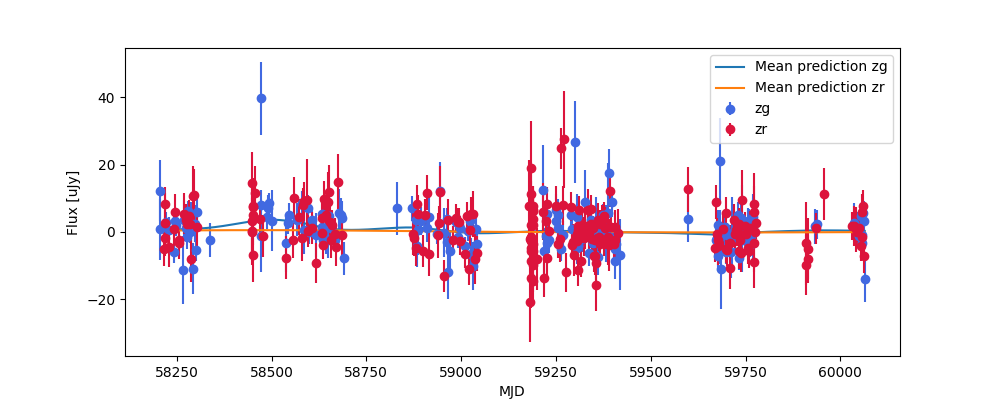 Mean prediction zg
Mean prediction zr
zg
zr
Flux [uJy]
40
20
0
−20
58250 58500 58750 59000 59250 59500 59750 60000
MJD